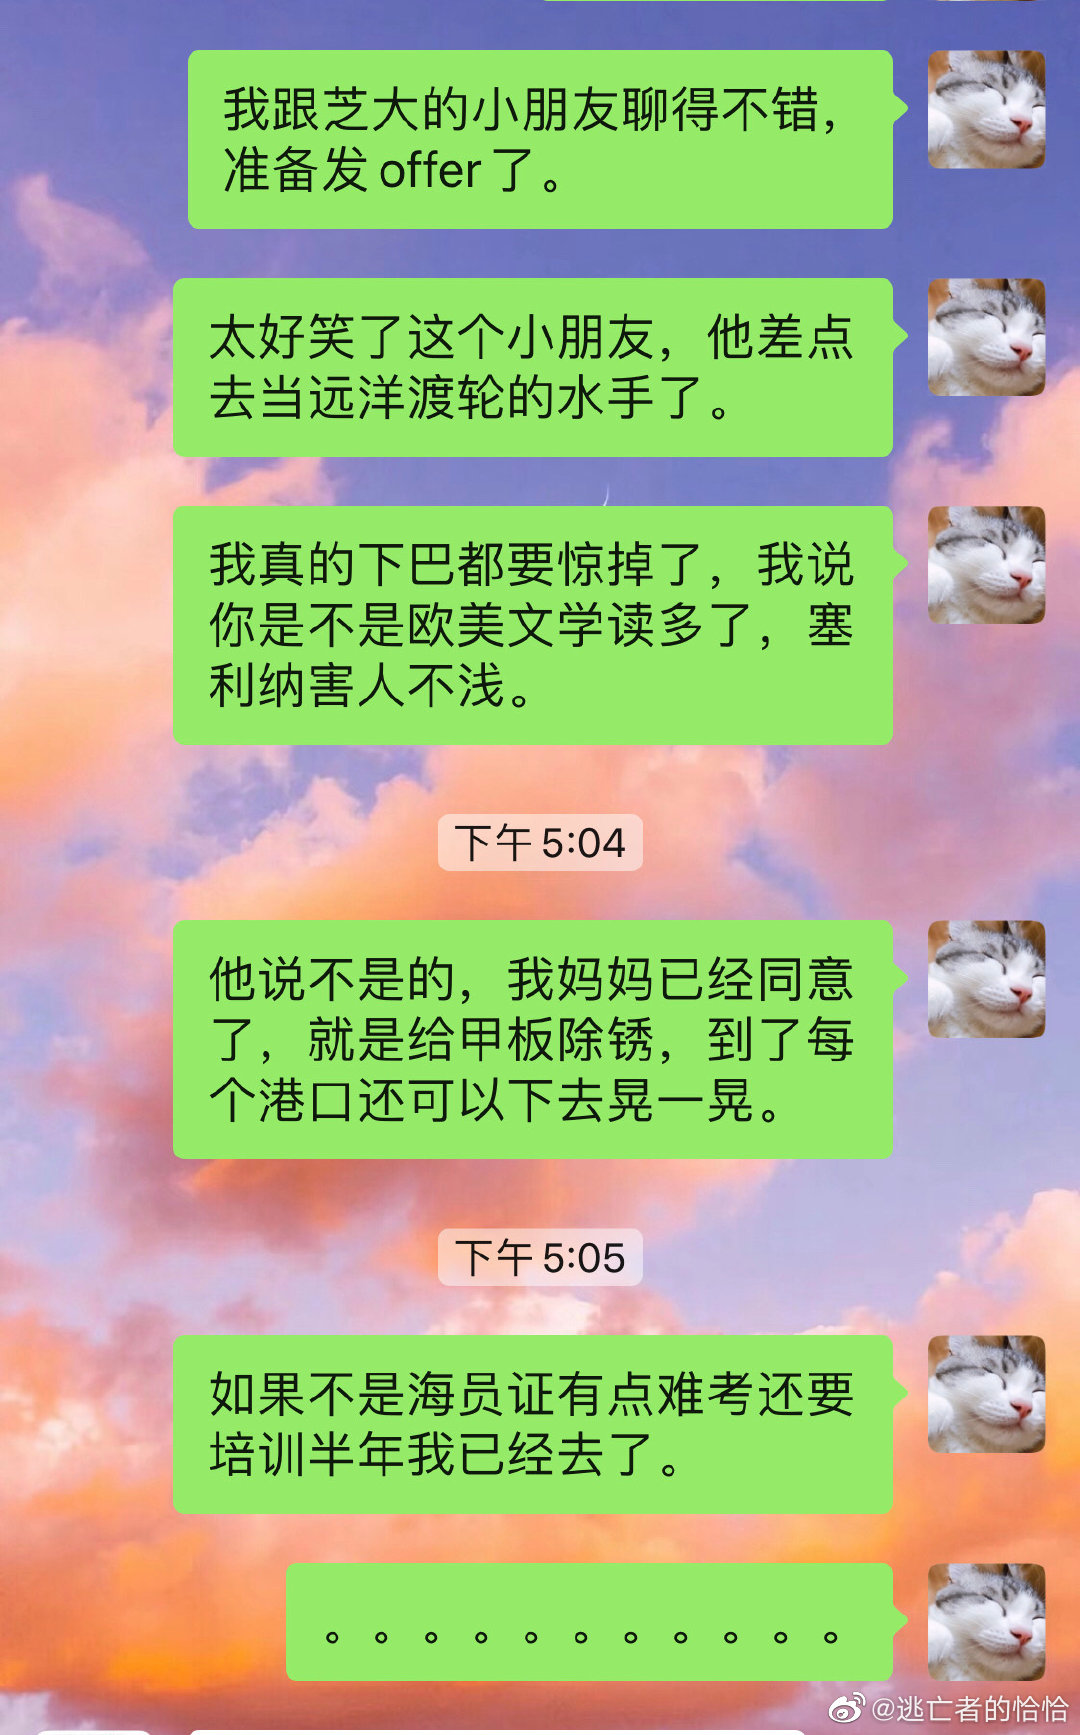 我跟芝大的小朋友聊得不错，
准备发 offer 了。
太好笑了这个小朋友，他差点
去当远洋渡轮的水手了。
我真的下巴都要惊掉了，我说
你是不是欧美文学读多了，塞
利纳害人不浅。
下午 5:04
他说不是的，我妈妈已经同意
了，就是给甲板除锈，到了每
个港口还可以下去晃一晃。
下午 5:05
如果不是海员证有点难考还要
培训半年我已经去了。
。。。。。。。。。。。
@逃亡者的恰恰